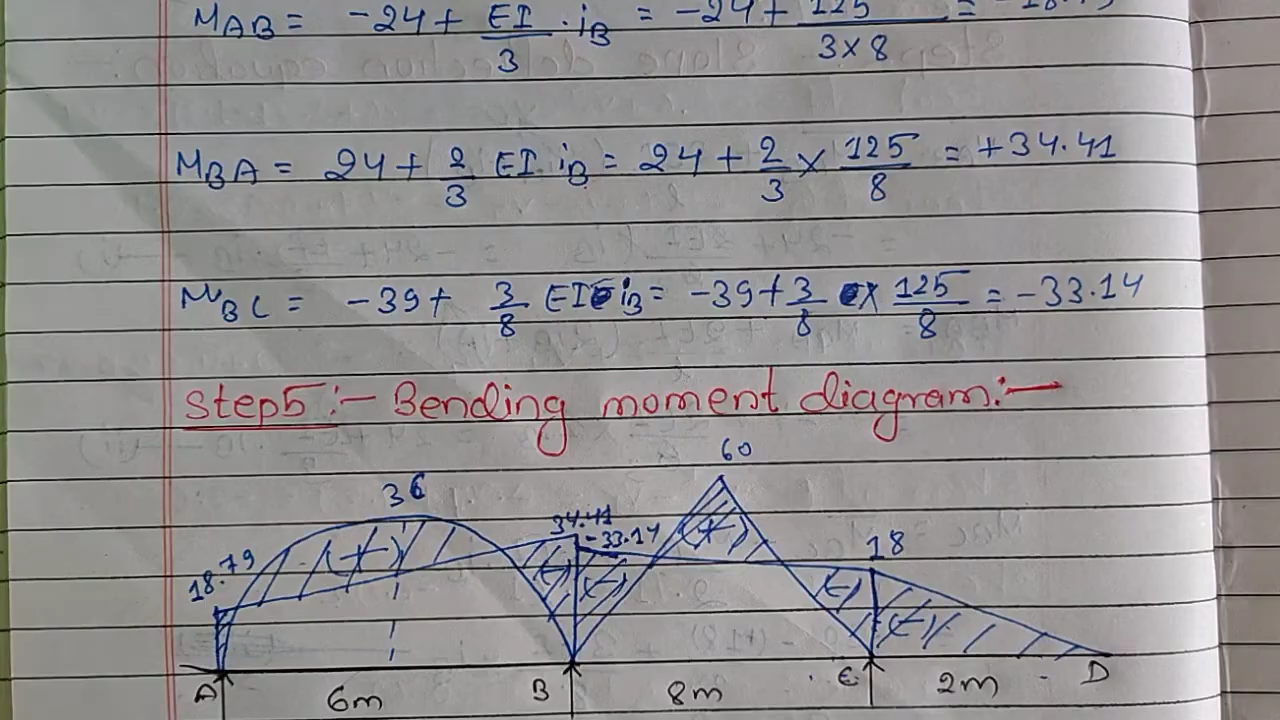 MAB = -24 + EI/3 . iB = -24 + 125/3×8 =
MBA = 24 + 2/3 EI. iB = 24 + 2/3 × 125/8 = +34.41
MBC = -39 + 3/8 EI iB = -39 + 3/8 × 125/8 = -33.14
Step5 :- Bending moment diagram:-
60
36
34.41
-33.14
18
18.79
(+)
(-)
(-)
(+)
(-)
(-)
A 6m B 8m C 2m D